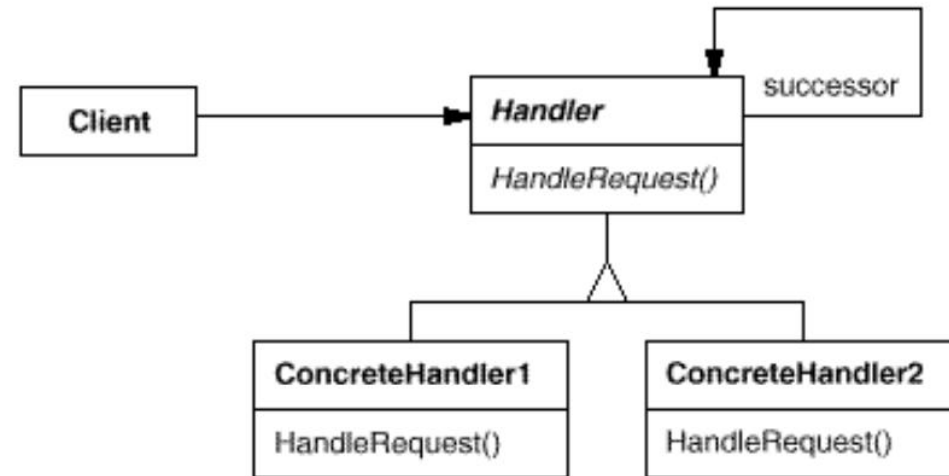 successor
Client
Handler
HandleRequest()
ConcreteHandler1
ConcreteHandler2
HandleRequest()
HandleRequest()